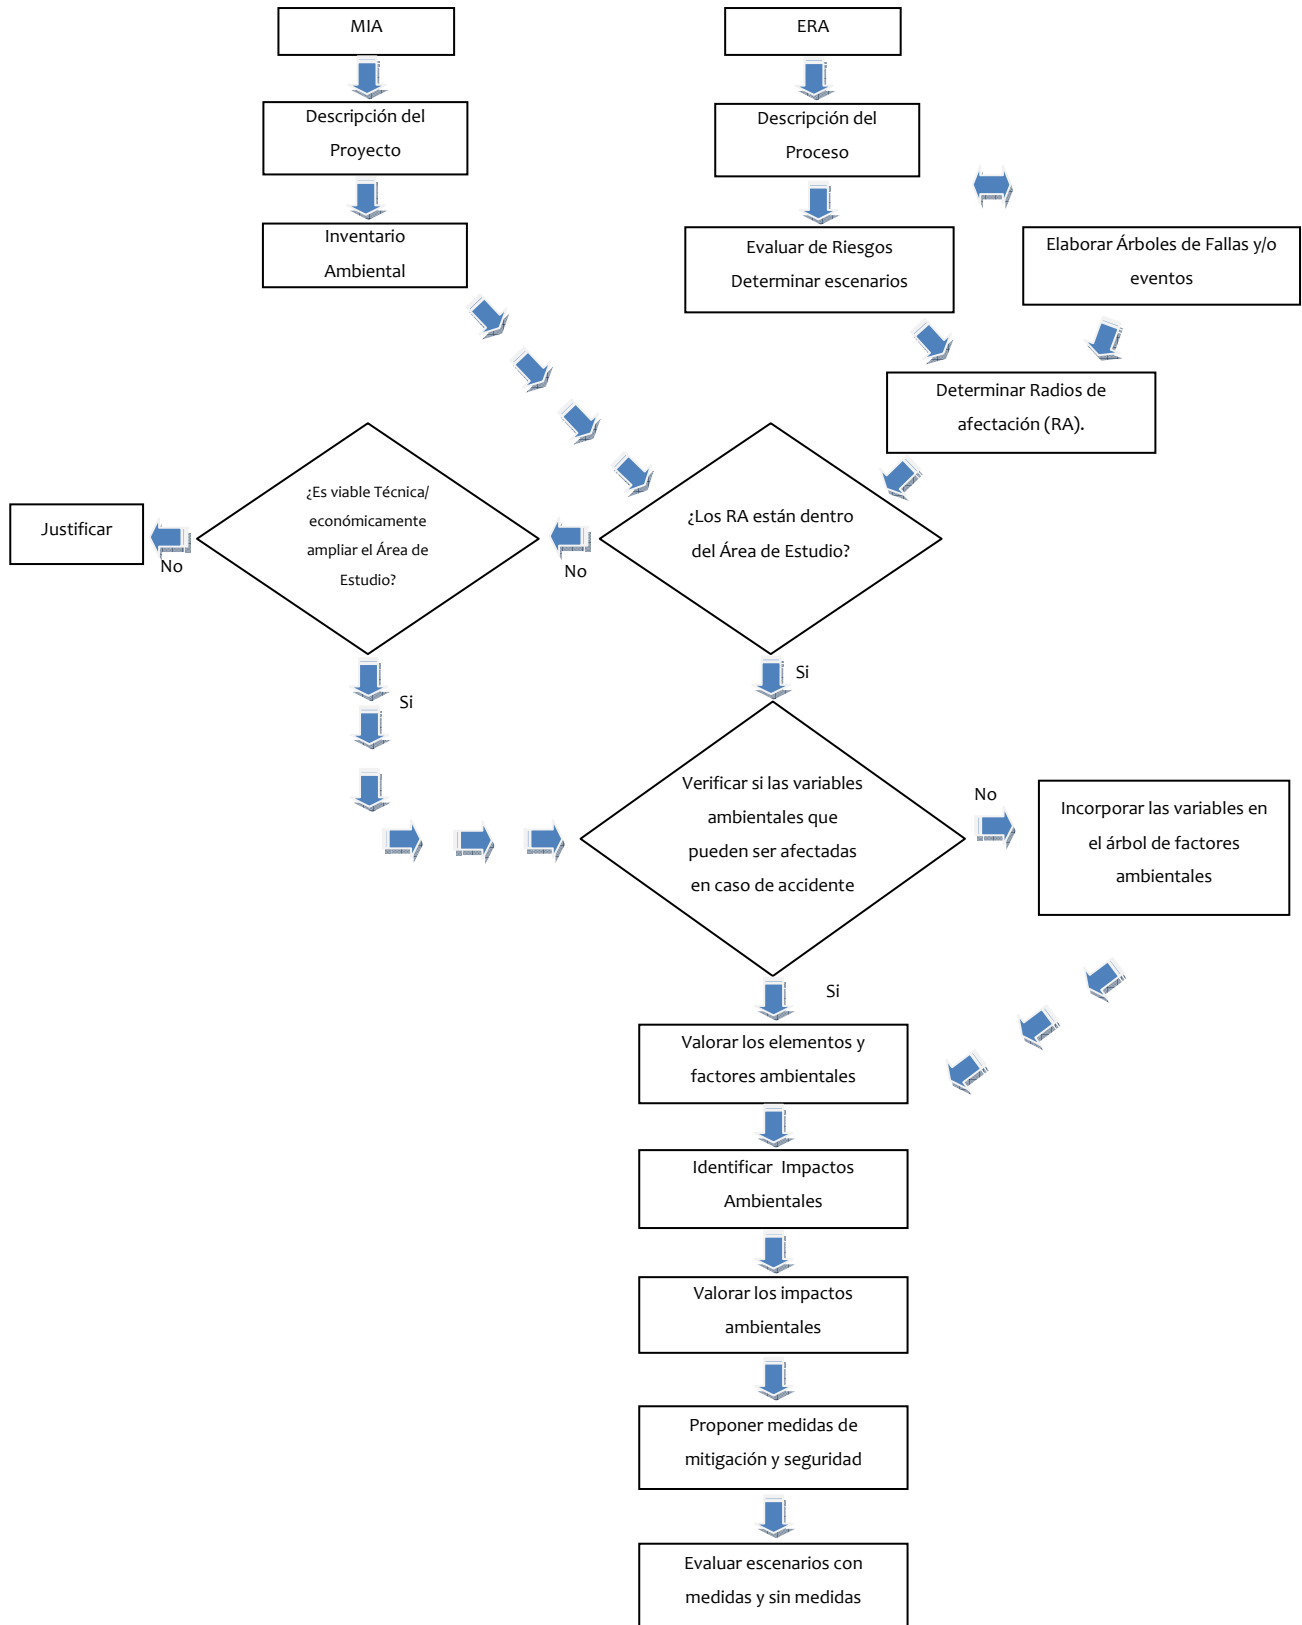 MIA
ERA
Descripción del
Proyecto
Descripción del
Proceso
Inventario
Ambiental
Evaluar de Riesgos
Determinar escenarios
Elaborar Árboles de Fallas y/o
eventos
Determinar Radios de
afectación (RA).
¿Los RA están dentro
del Área de Estudio?
No
¿Es viable Técnica/
económicamente
ampliar el Área de
Estudio?
No
Justificar
Si
Si
Verificar si las variables
ambientales que
pueden ser afectadas
en caso de accidente
No
Incorporar las variables en
el árbol de factores
ambientales
Si
Valorar los elementos y
factores ambientales
Identificar  Impactos
Ambientales
Valorar los impactos
ambientales
Proponer medidas de
mitigación y seguridad
Evaluar escenarios con
medidas y sin medidas